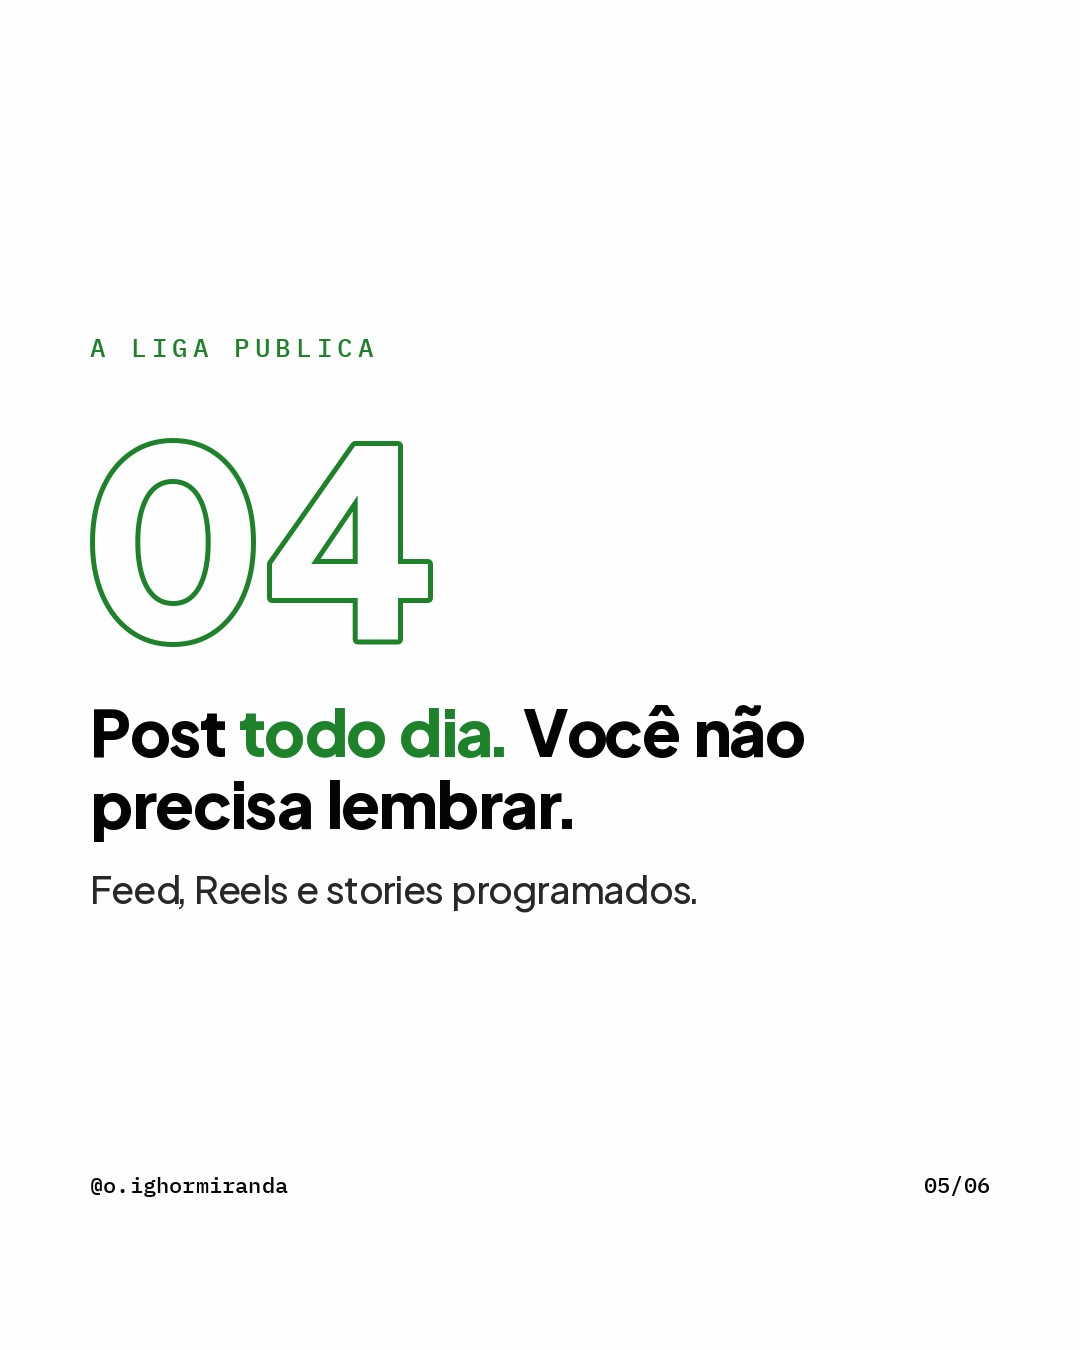 A LIGA PUBLICA
04
Post todo dia. Você não
precisa lembrar.
Feed, Reels e stories programados.
@o.ighormiranda
05/06